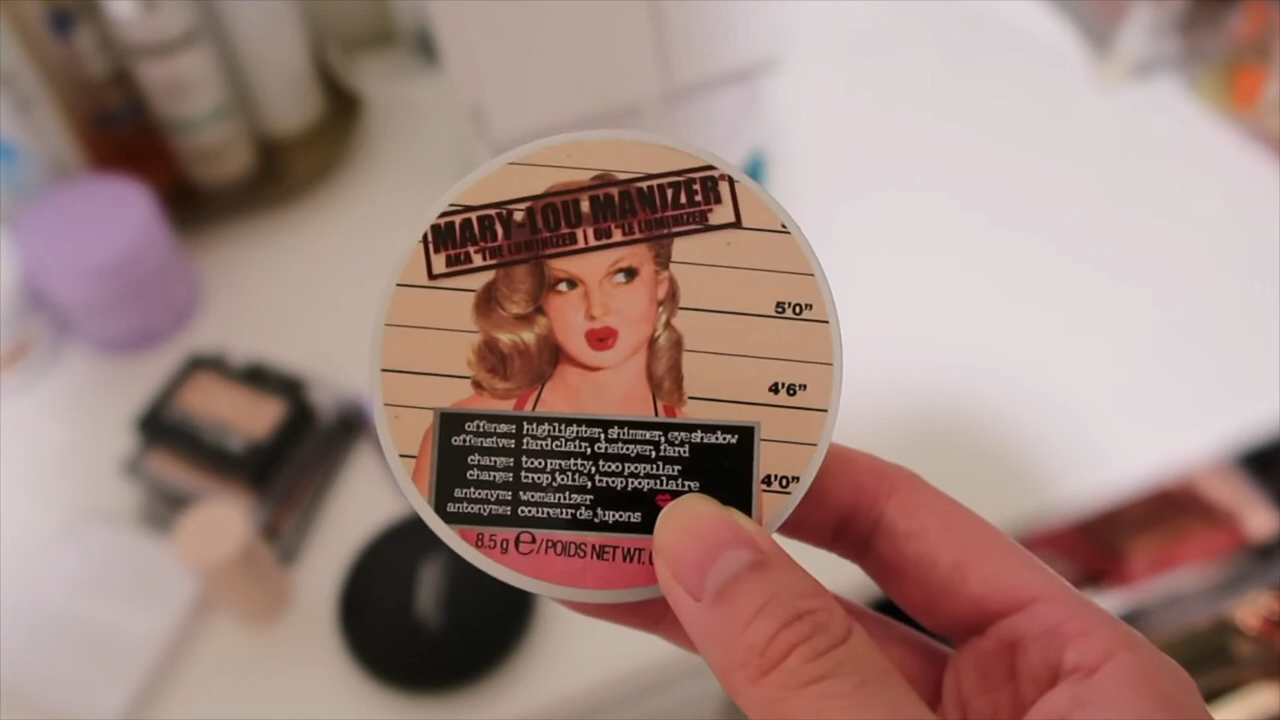 MARY-LOU MANIZER®
AKA "THE LUMINIZER | OU "LE LUMINIZER"
5'0"
4'6"
4'0"
offense: highlighter, shimmer, eyeshadow
offensive: fard clair, chatoyer, fard
charge: too pretty, too popular
charge: trop jolie, trop populaire
antonym: womanizer
antonyme: coureur de jupons
8.5 g e/POIDS NET WT.